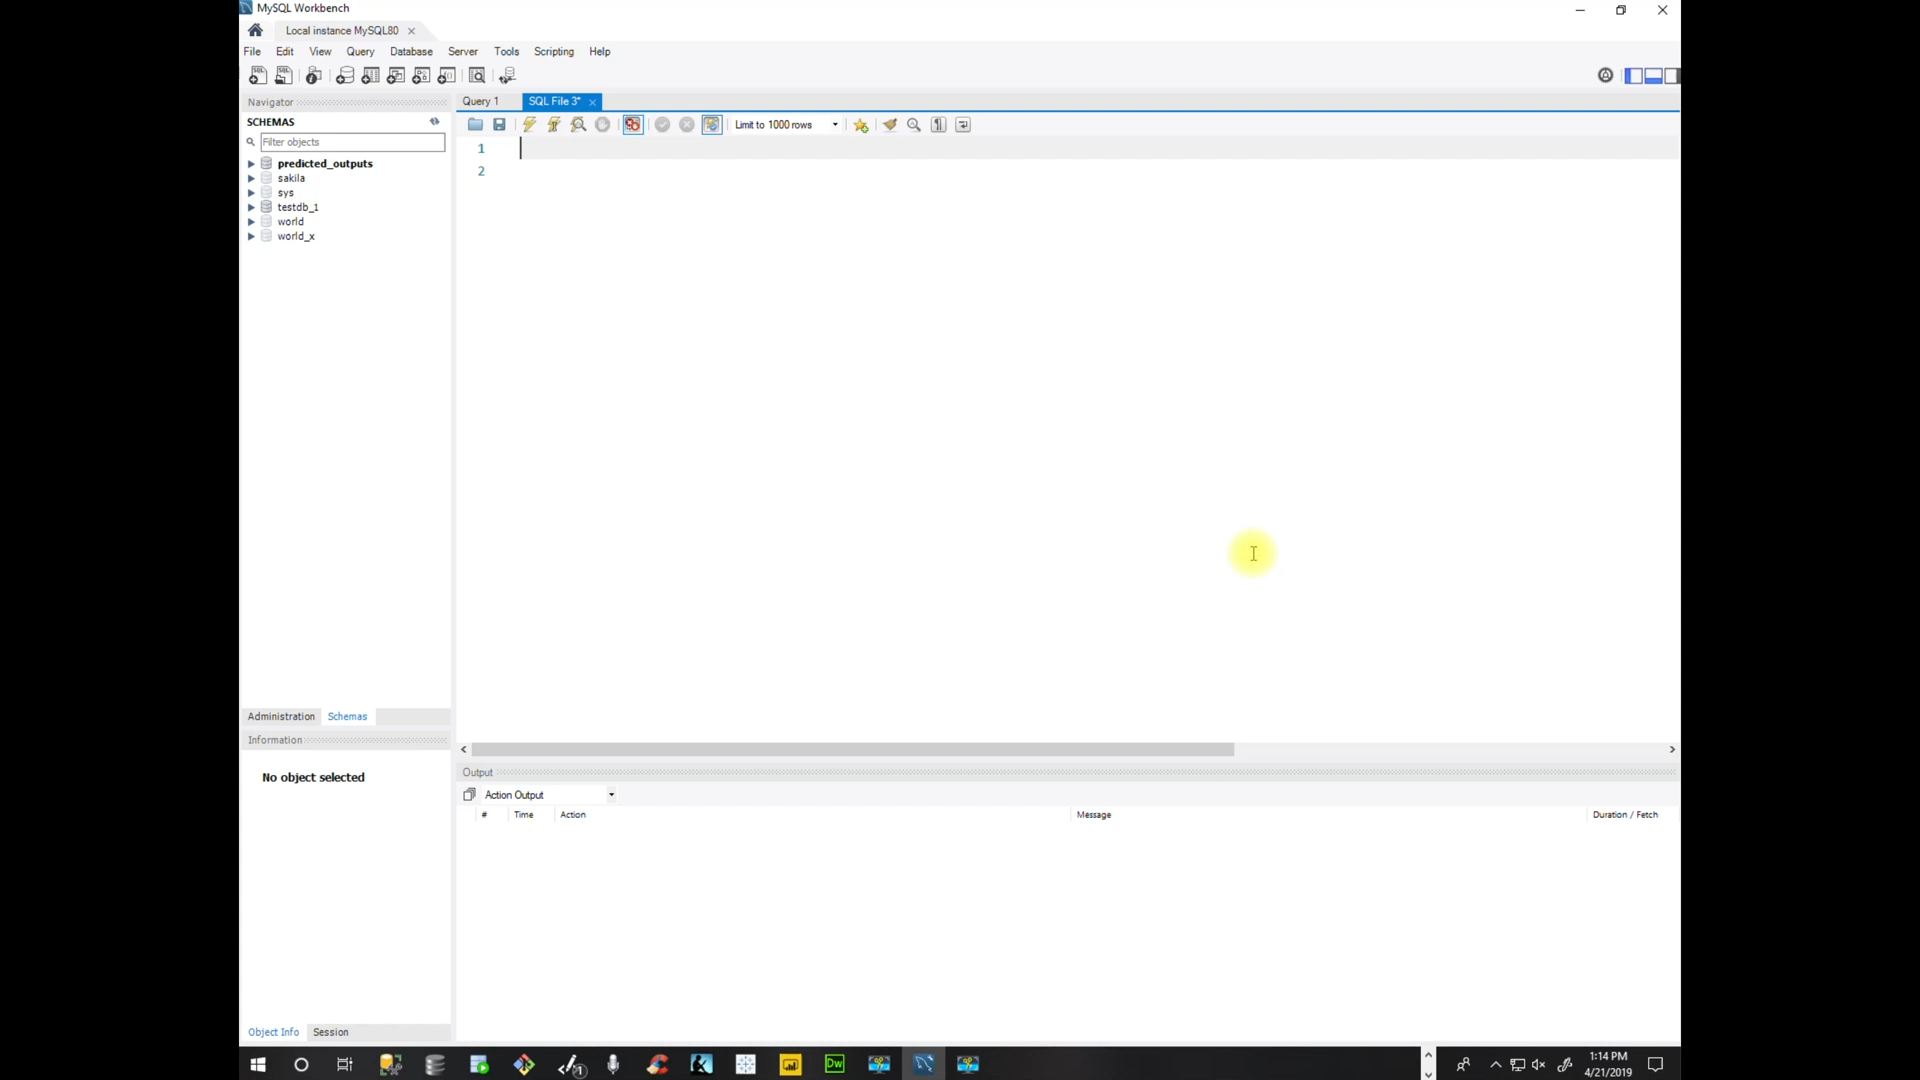 MySQL Workbench
Local instance MySQL80
File Edit View Query Database Server Tools Scripting Help
Navigator
Query 1
SQL File 3*
SCHEMAS
Filter objects
Limit to 1000 rows
1
2
predicted_outputs
sakila
sys
testdb_1
world
world_x
Administration Schemas
Information
No object selected
Output
Action Output
# Time Action Message Duration / Fetch
Object Info Session
Dw
1:14 PM
4/21/2019